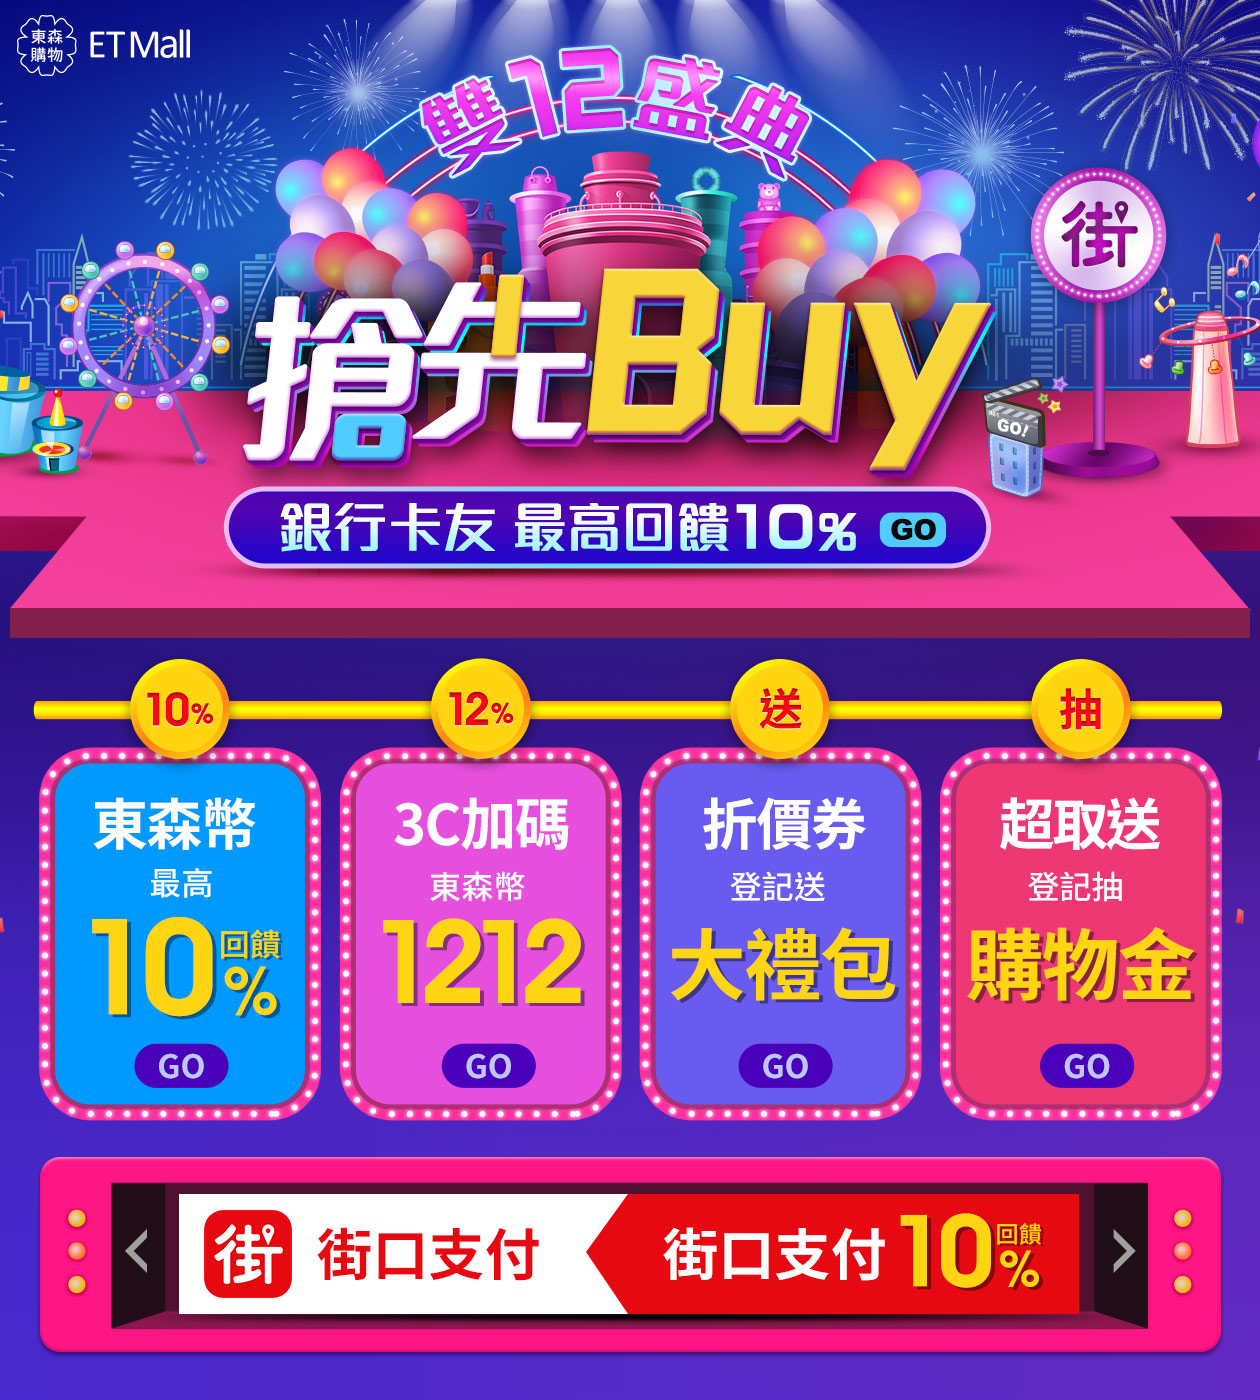 東森
購物
ET Mall
雙12盛典
街
搶先Buy
GO!
銀行卡友 最高回饋10% GO
10%
12%
送
抽
東森幣
最高
10%回饋
GO
3C加碼
東森幣
1212
GO
折價券
登記送
大禮包
GO
超取送
登記抽
購物金
GO
街 街口支付
街口支付10%回饋